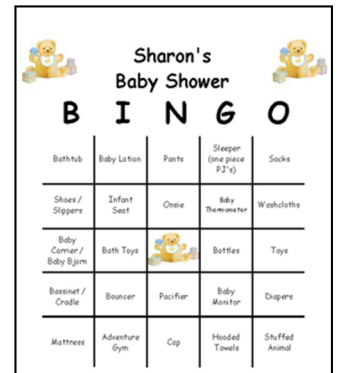 Sharon's
Baby Shower
B I N G O
Bathtub Baby Lotion Pants Sleeper (one piece PJ's) Socks
Shoes / Slippers Infant Seat Onsie Baby Themometer Washcloths
Baby Carrier / Baby Bjorn Bath Toys Bottles Toys
Bassinet / Cradle Bouncer Pacifier Baby Monitor Diapers
Mattress Adventure Gym Cap Hooded Towels Stuffed Animal